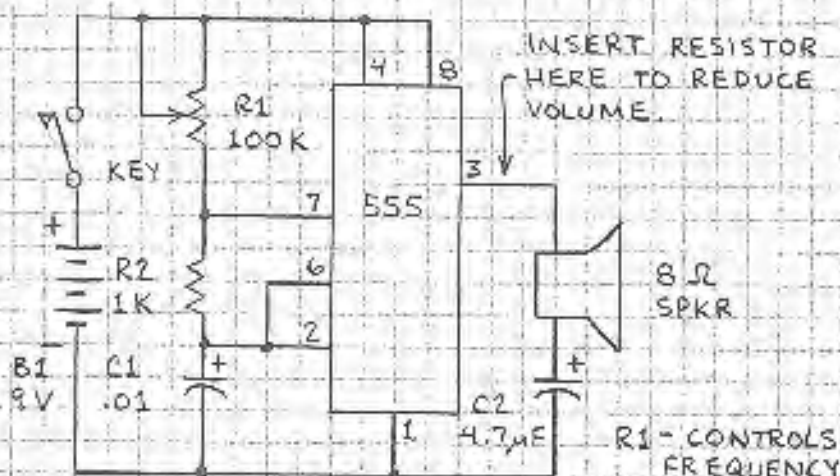 INSERT RESISTOR
HERE TO REDUCE
VOLUME.
4
8
R1
100K
KEY
3
+
7
555
R2
1K
6
8 Ω
SPKR
2
B1
9V
C1
.01
+
+
C2
4.7µF
1
R1 - CONTROLS
FREQUENCY